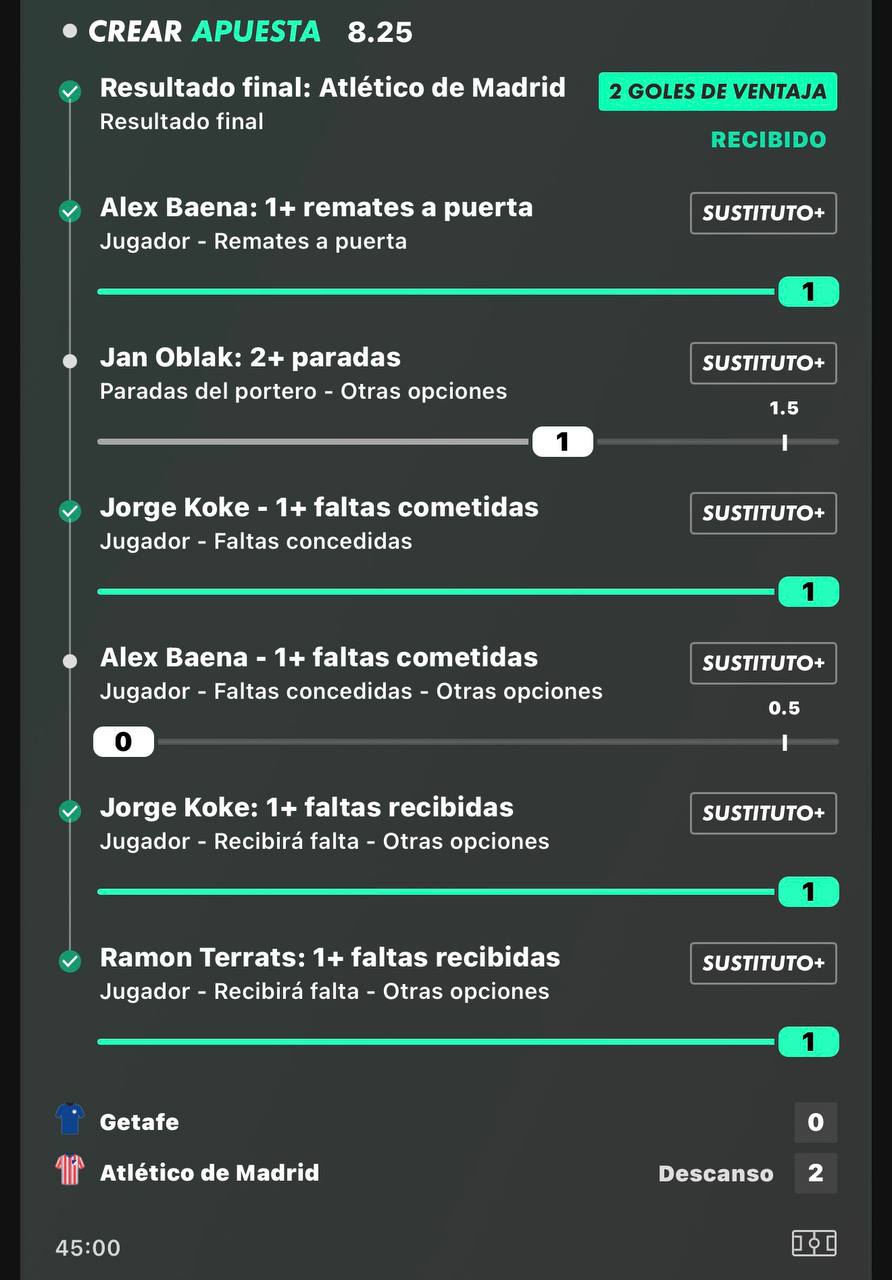 CREAR APUESTA 8.25
Resultado final: Atlético de Madrid 2 GOLES DE VENTAJA
Resultado final
RECIBIDO
Alex Baena: 1+ remates a puerta SUSTITUTO+
Jugador - Remates a puerta
1
Jan Oblak: 2+ paradas SUSTITUTO+
Paradas del portero - Otras opciones
1.5
1
Jorge Koke - 1+ faltas cometidas SUSTITUTO+
Jugador - Faltas concedidas
1
Alex Baena - 1+ faltas cometidas SUSTITUTO+
Jugador - Faltas concedidas - Otras opciones
0.5
0
Jorge Koke: 1+ faltas recibidas SUSTITUTO+
Jugador - Recibirá falta - Otras opciones
1
Ramon Terrats: 1+ faltas recibidas SUSTITUTO+
Jugador - Recibirá falta - Otras opciones
1
Getafe 0
Atlético de Madrid Descanso 2
45:00